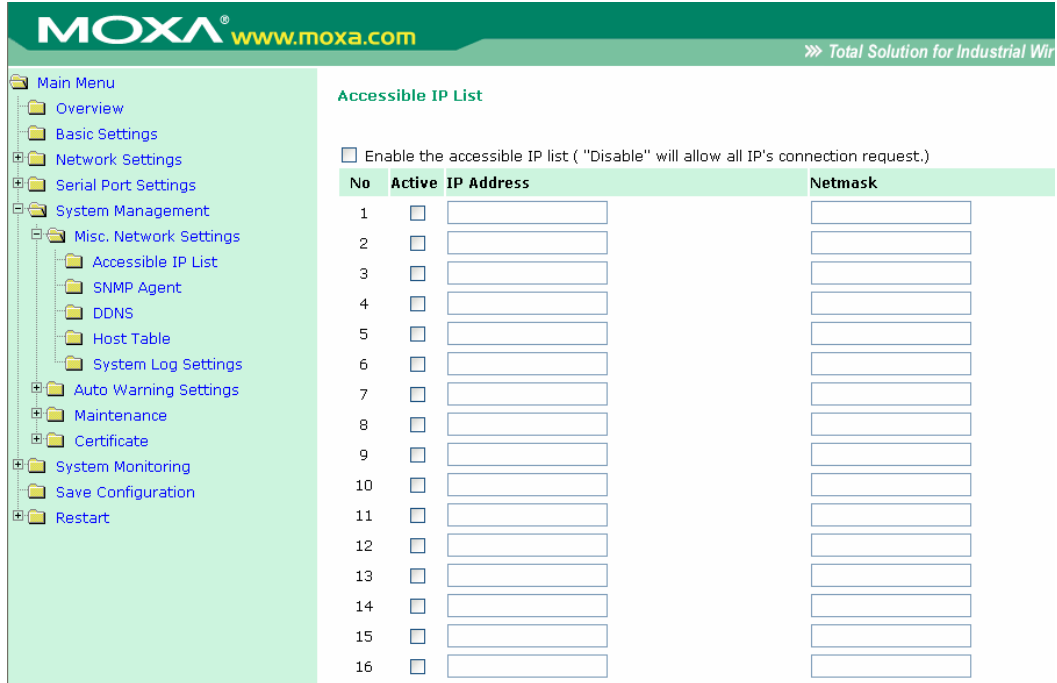 MOXA® www.moxa.com
Total Solution for Industrial Wir
Main Menu
Overview
Basic Settings
Network Settings
Serial Port Settings
System Management
Misc. Network Settings
Accessible IP List
SNMP Agent
DDNS
Host Table
System Log Settings
Auto Warning Settings
Maintenance
Certificate
System Monitoring
Save Configuration
Restart
Accessible IP List
Enable the accessible IP list ( "Disable" will allow all IP's connection request.)
No Active IP Address Netmask
1
2
3
4
5
6
7
8
9
10
11
12
13
14
15
16